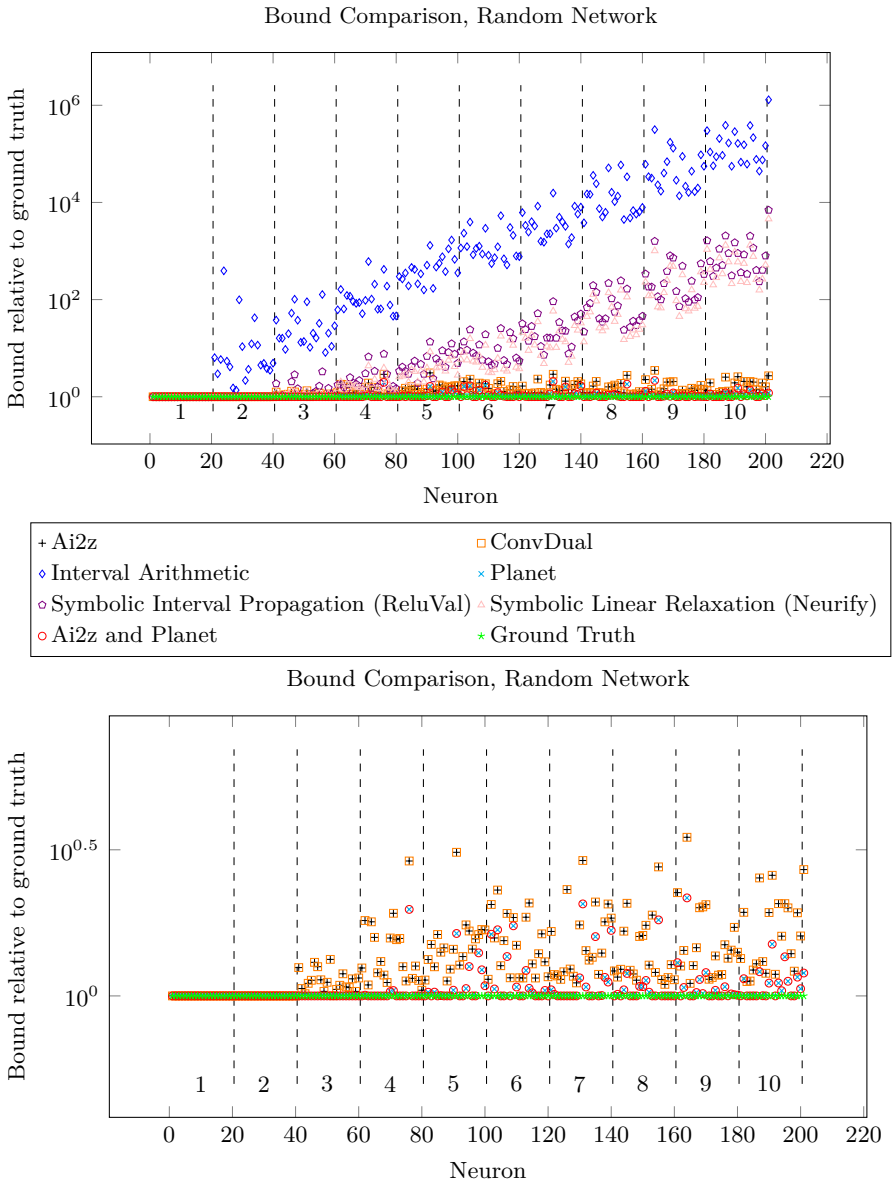 Bound Comparison, Random Network
Bound relative to ground truth
10^6
10^4
10^2
10^0
1 2 3 4 5 6 7 8 9 10
0 20 40 60 80 100 120 140 160 180 200 220
Neuron
Ai2z
ConvDual
Interval Arithmetic
Planet
Symbolic Interval Propagation (ReluVal)
Symbolic Linear Relaxation (Neurify)
Ai2z and Planet
Ground Truth
Bound Comparison, Random Network
Bound relative to ground truth
10^0.5
10^0
1 2 3 4 5 6 7 8 9 10
0 20 40 60 80 100 120 140 160 180 200 220
Neuron